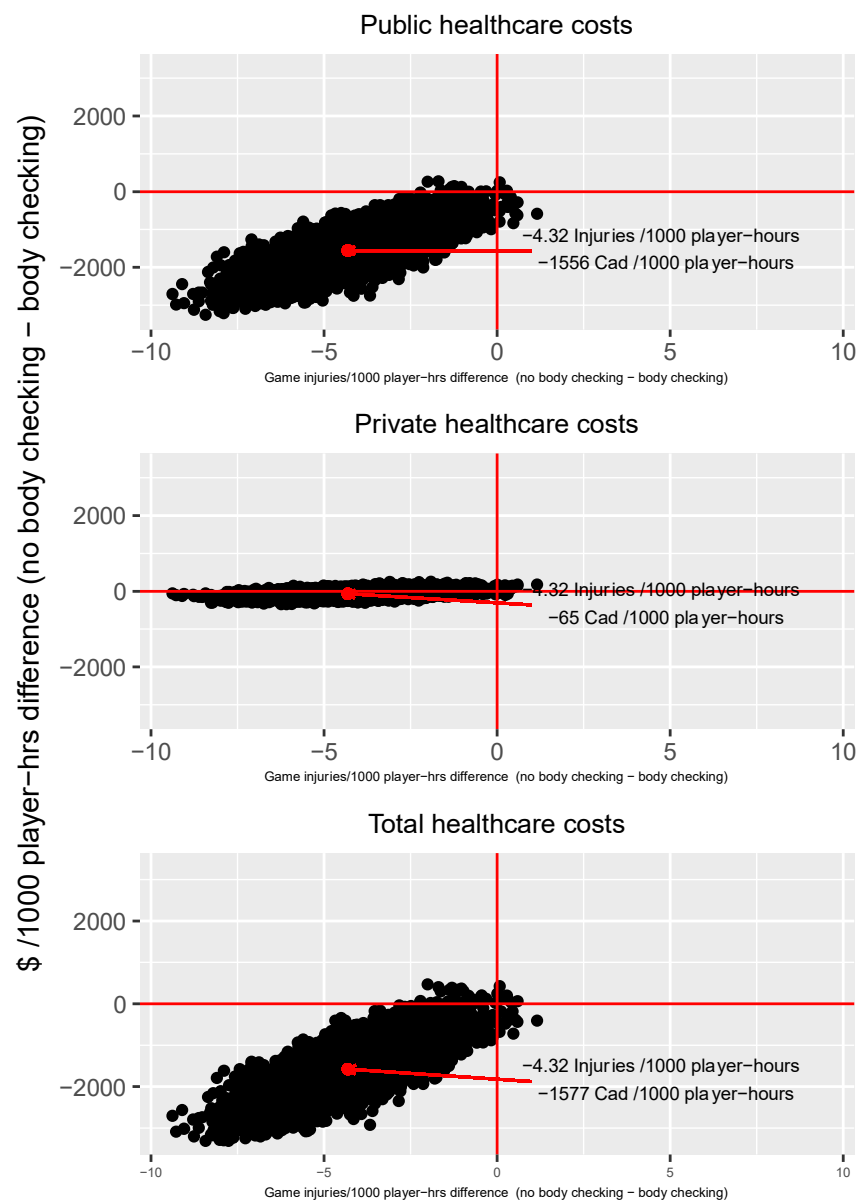 $ /1000 player−hrs difference (no body checking − body checking)
Public healthcare costs
2000
0
−2000
−4.32 Injuries /1000 player−hours
−1556 Cad /1000 player−hours
−10 −5 0 5 10
Game injuries/1000 player−hrs difference (no body checking − body checking)
Private healthcare costs
2000
0
−2000
−4.32 Injuries /1000 player−hours
−65 Cad /1000 player−hours
−10 −5 0 5 10
Game injuries/1000 player−hrs difference (no body checking − body checking)
Total healthcare costs
2000
0
−2000
−4.32 Injuries /1000 player−hours
−1577 Cad /1000 player−hours
−10 −5 0 5 10
Game injuries/1000 player−hrs difference (no body checking − body checking)